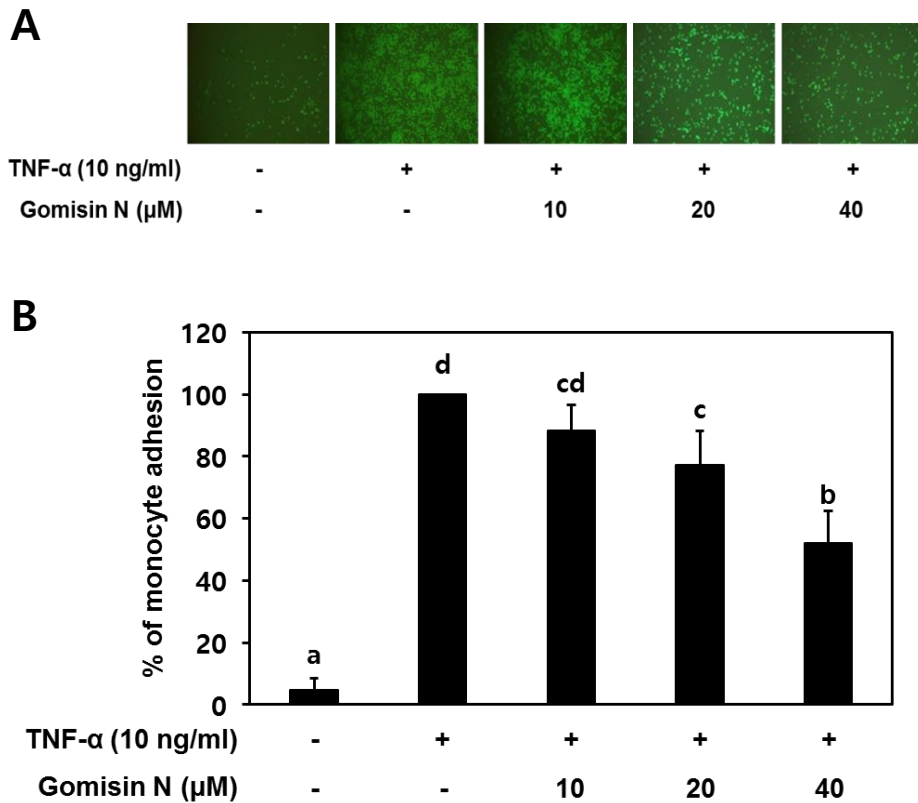 A
TNF-α (10 ng/ml) - + + + +
Gomisin N (μM) - - 10 20 40
B
% of monocyte adhesion
120
100
80
60
40
20
0
a
d
cd
c
b
TNF-α (10 ng/ml) - + + + +
Gomisin N (μM) - - 10 20 40